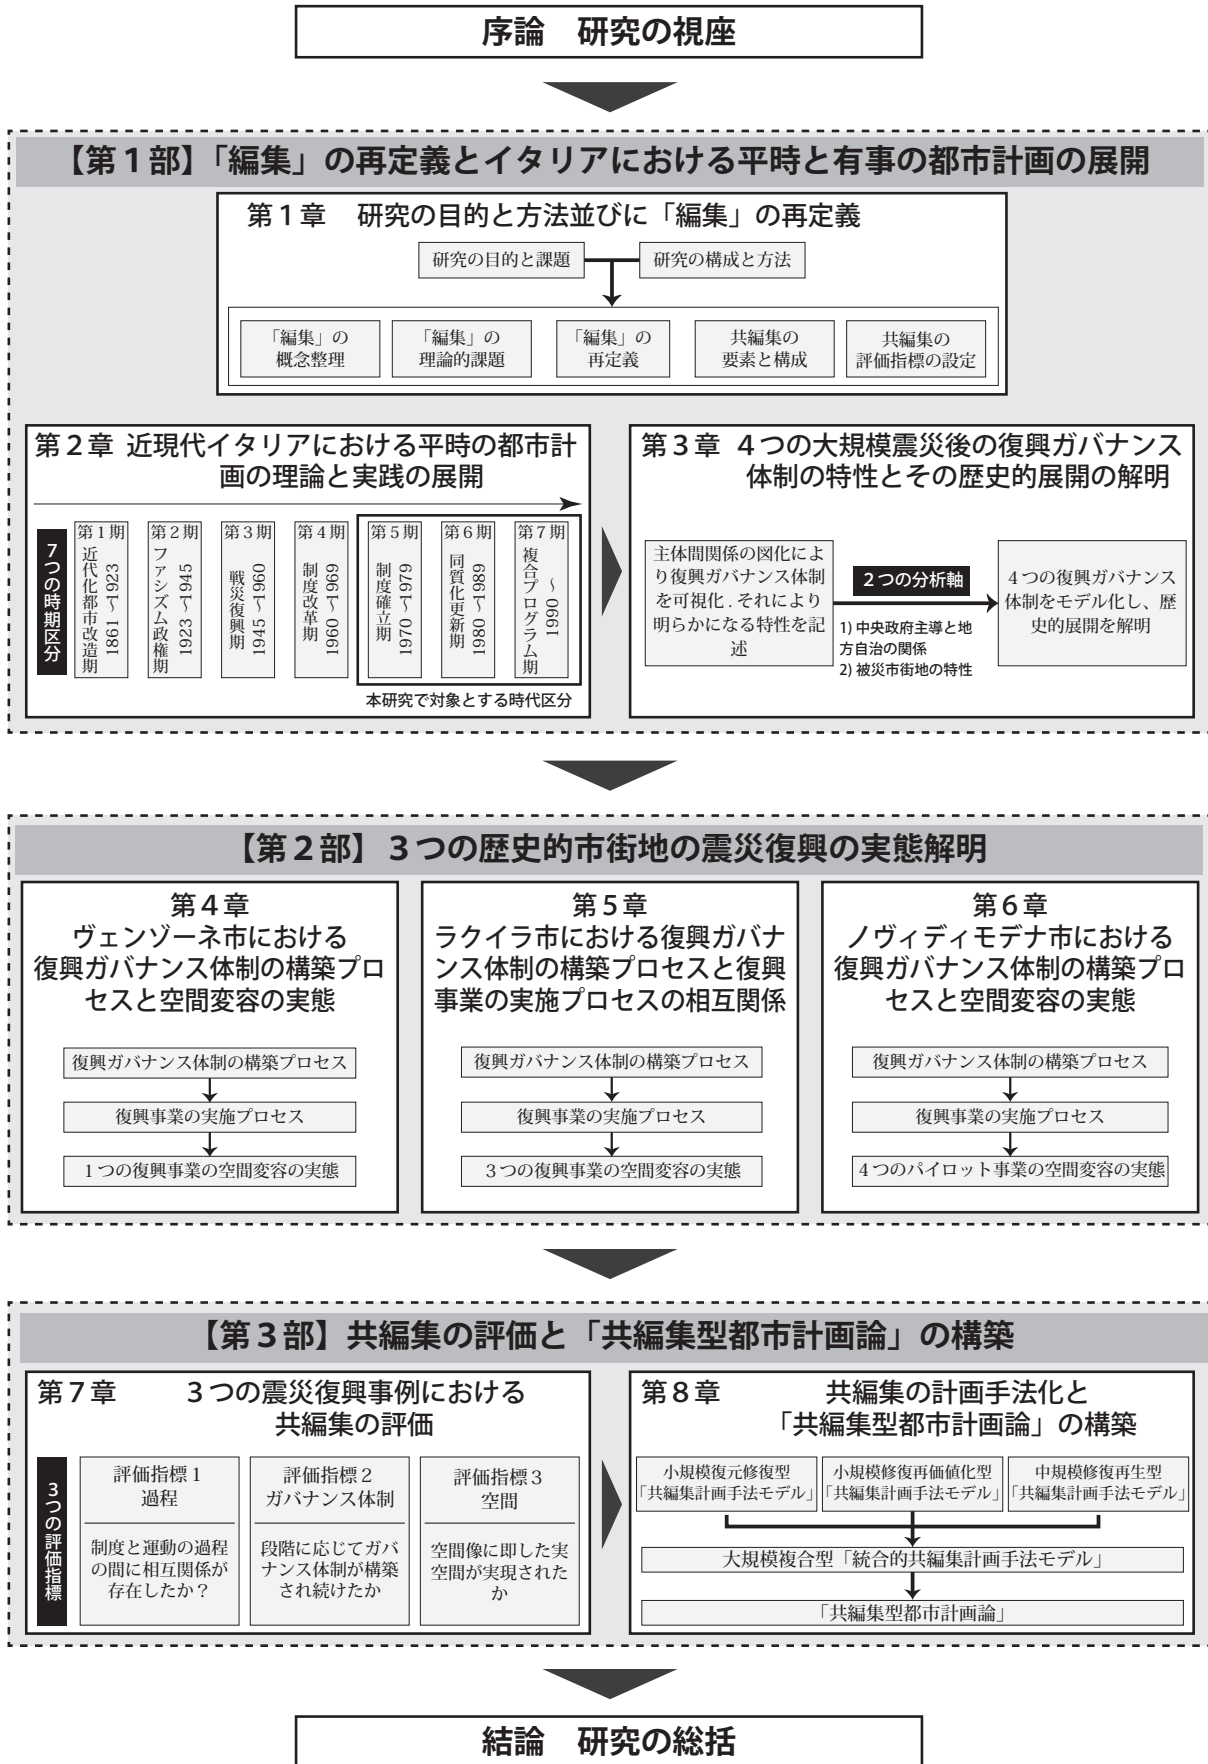 序論　研究の視座
【第１部】「編集」の再定義とイタリアにおける平時と有事の都市計画の展開
第１章　研究の目的と方法並びに「編集」の再定義
研究の目的と課題
研究の構成と方法
「編集」の
概念整理
「編集」の
理論的課題
「編集」の
再定義
共編集の
要素と構成
共編集の
評価指標の設定
第２章 近現代イタリアにおける平時の都市計
画の理論と実践の展開
７つの時期区分
第１期
近代化都市改造期
1861～1923
第２期
ファシズム政権期
1923～1945
第３期
戦災復興期
1945～1960
第４期
制度改革期
1960～1969
第５期
制度確立期
1970～1979
第６期
同質化更新期
1980～1989
第７期
複合プログラム期
1990～
本研究で対象とする時代区分
第３章 ４つの大規模震災後の復興ガバナンス
体制の特性とその歴史的展開の解明
主体間関係の図化によ
り復興ガバナンス体制
を可視化．それにより
明らかになる特性を記
述
２つの分析軸
1) 中央政府主導と地
方自治の関係
2) 被災市街地の特性
４つの復興ガバナンス
体制をモデル化し、歴
史的展開を解明
【第２部】３つの歴史的市街地の震災復興の実態解明
第４章
ヴェンゾーネ市における
復興ガバナンス体制の構築プロ
セスと空間変容の実態
復興ガバナンス体制の構築プロセス
復興事業の実施プロセス
１つの復興事業の空間変容の実態
第５章
ラクイラ市における復興ガバナ
ンス体制の構築プロセスと復興
事業の実施プロセスの相互関係
復興ガバナンス体制の構築プロセス
復興事業の実施プロセス
３つの復興事業の空間変容の実態
第６章
ノヴィディモデナ市における
復興ガバナンス体制の構築プロ
セスと空間変容の実態
復興ガバナンス体制の構築プロセス
復興事業の実施プロセス
４つのパイロット事業の空間変容の実態
【第３部】共編集の評価と「共編集型都市計画論」の構築
第７章　３つの震災復興事例における
共編集の評価
３つの評価指標
評価指標１
過程
制度と運動の過程
の間に相互関係が
存在したか？
評価指標２
ガバナンス体制
段階に応じてガバ
ナンス体制が構築
され続けたか
評価指標３
空間
空間像に即した実
空間が実現された
か
第８章　共編集の計画手法化と
「共編集型都市計画論」の構築
小規模復元修復型
「共編集計画手法モデル」
小規模修復再価値化型
「共編集計画手法モデル」
中規模修復再生型
「共編集計画手法モデル」
大規模複合型「統合的共編集計画手法モデル」
「共編集型都市計画論」
結論　研究の総括